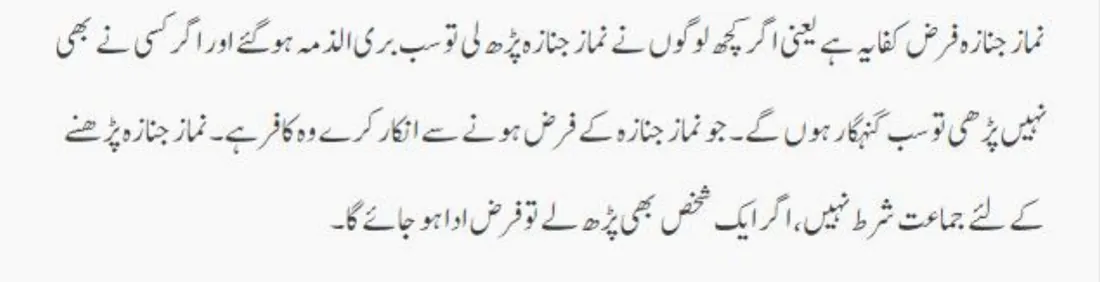 نماز جنازہ فرض کفایہ ہے یعنی اگر کچھ لوگوں نے نماز جنازہ پڑھ لی تو سب بری الذمہ ہو گئے اور اگر کسی نے بھی
نہیں پڑھی تو سب گنہگار ہوں گے۔ جو نماز جنازہ کے فرض ہونے سے انکار کرے وہ کافر ہے۔ نماز جنازہ پڑھنے
کے لئے جماعت شرط نہیں، اگر ایک شخص بھی پڑھ لے تو فرض ادا ہو جائے گا۔